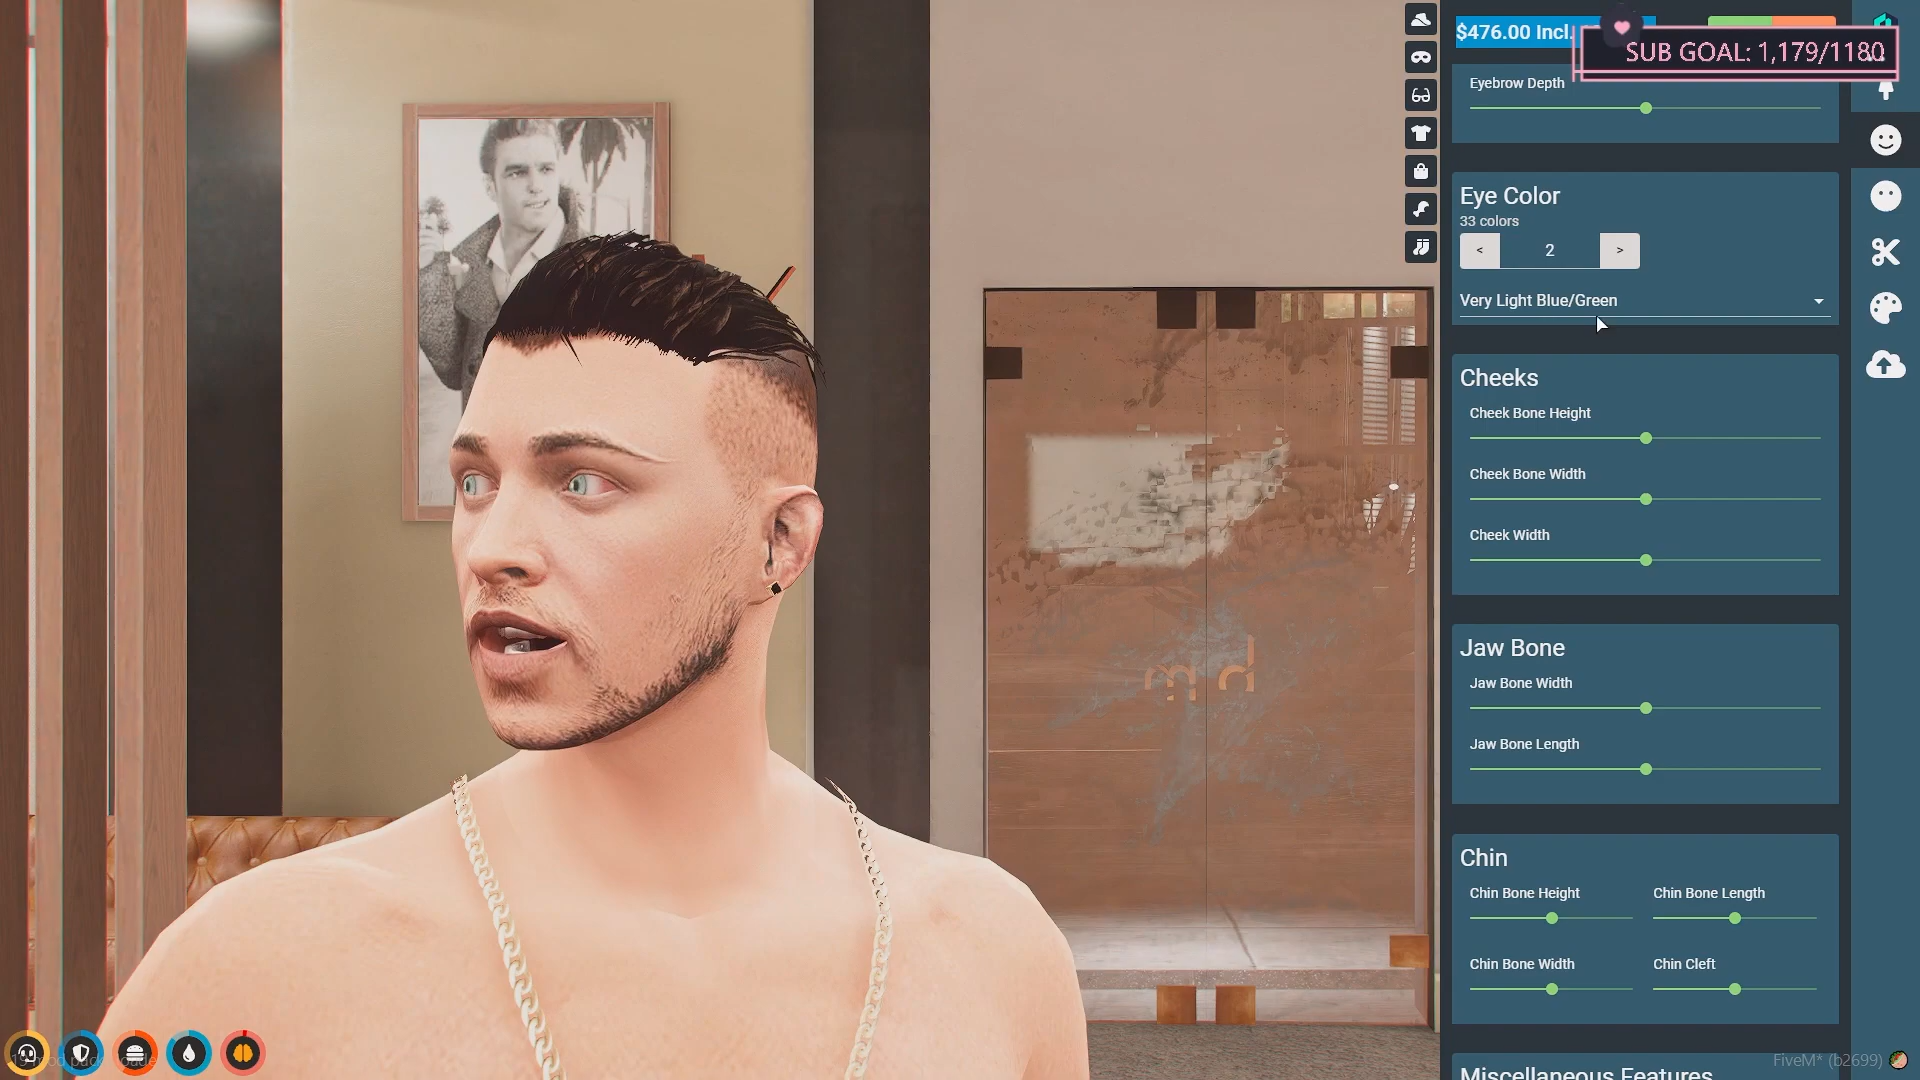 $476.00 Incl.
SUB GOAL: 1,179/1180
Eyebrow Depth
Eye Color
33 colors
< 2 >
Very Light Blue/Green
Cheeks
Cheek Bone Height
Cheek Bone Width
Cheek Width
Jaw Bone
Jaw Bone Width
Jaw Bone Length
Chin
Chin Bone Height Chin Bone Length
Chin Bone Width Chin Cleft
Miscellaneous Features
FiveM* (b2699)